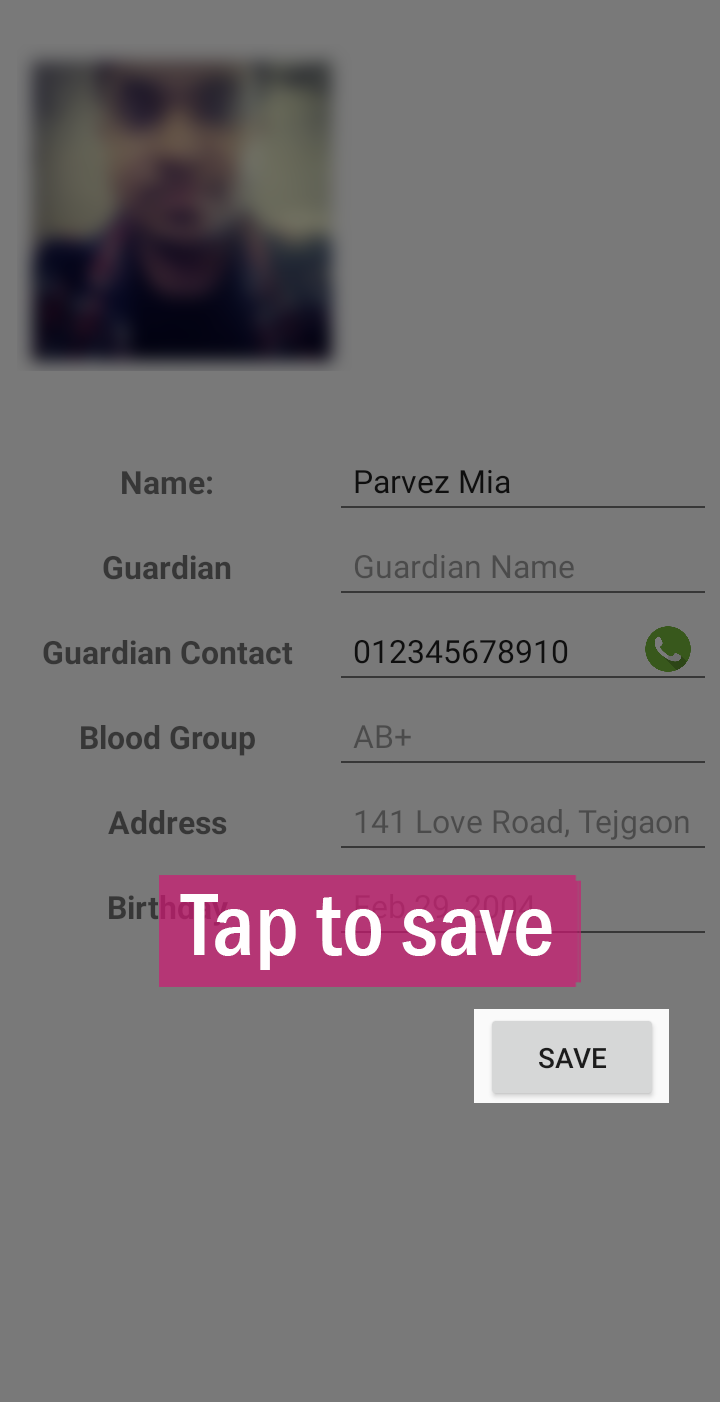 Name: Parvez Mia
Guardian Guardian Name
Guardian Contact 012345678910
Blood Group AB+
Address 141 Love Road, Tejgaon
Birthday Feb 29, 2004
Tap to save
SAVE